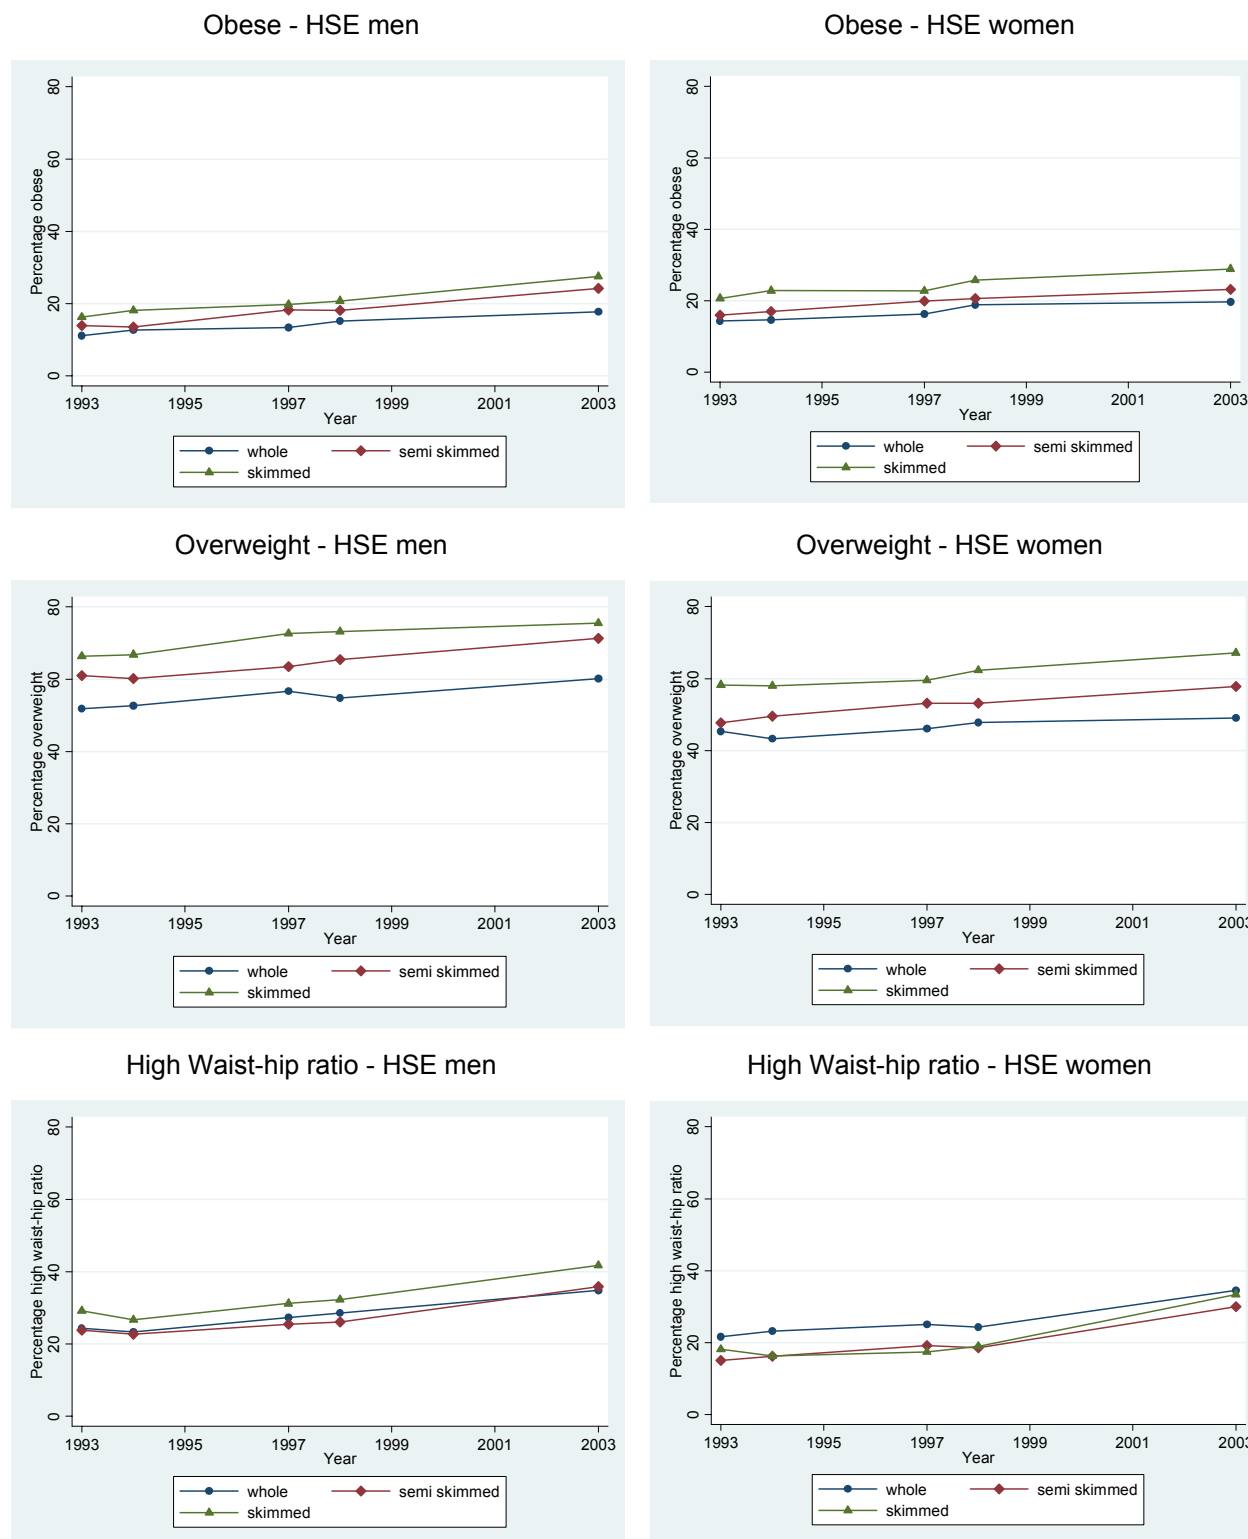 Obese - HSE men
Percentage obese
80
60
40
20
0
1993 1995 1997 1999 2001 2003
Year
whole semi skimmed
skimmed
Obese - HSE women
Percentage obese
80
60
40
20
0
1993 1995 1997 1999 2001 2003
Year
whole semi skimmed
skimmed
Overweight - HSE men
Percentage overweight
80
60
40
20
0
1993 1995 1997 1999 2001 2003
Year
whole semi skimmed
skimmed
Overweight - HSE women
Percentage overweight
80
60
40
20
0
1993 1995 1997 1999 2001 2003
Year
whole semi skimmed
skimmed
High Waist-hip ratio - HSE men
Percentage high waist-hip ratio
80
60
40
20
0
1993 1995 1997 1999 2001 2003
Year
whole semi skimmed
skimmed
High Waist-hip ratio - HSE women
Percentage high waist-hip ratio
80
60
40
20
0
1993 1995 1997 1999 2001 2003
Year
whole semi skimmed
skimmed